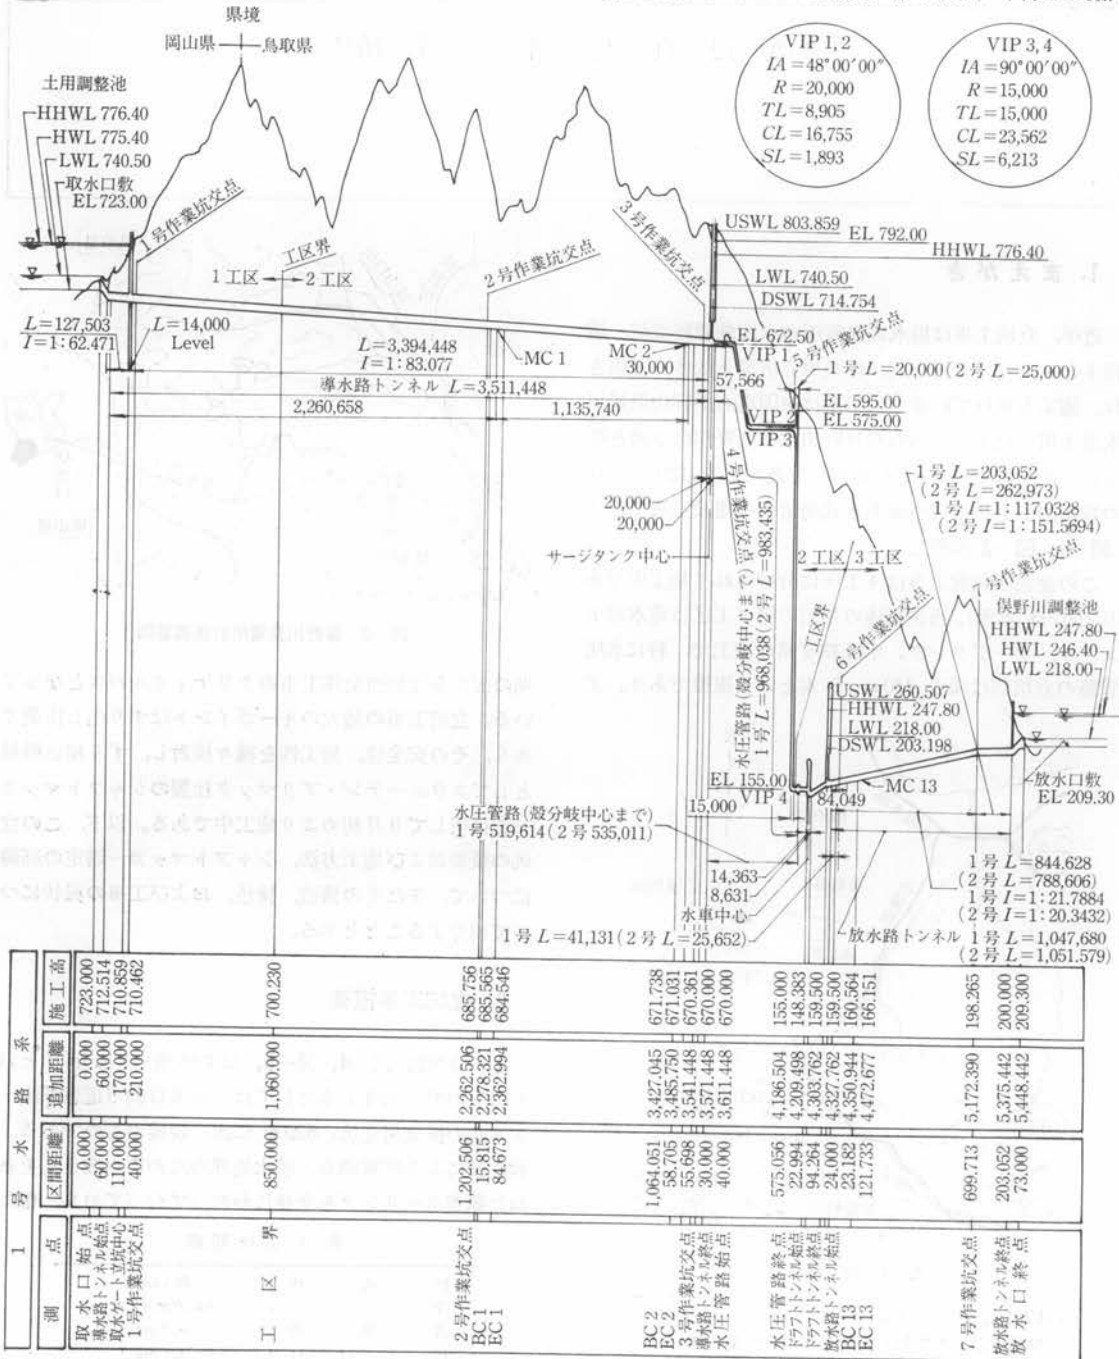 県境
岡山県 鳥取県
土用調整池
HHWL 776.40
HWL 775.40
LWL 740.50
取水口敷
EL 723.00
1号作業坑交点
工区界
1工区 2工区
2号作業坑交点
3号作業坑交点
VIP 1, 2
IA=48°00′00″
R=20,000
TL=8,905
CL=16,755
SL=1,893
VIP 3, 4
IA=90°00′00″
R=15,000
TL=15,000
CL=23,562
SL=6,213
USWL 803.859
EL 792.00
HHWL 776.40
LWL 740.50
DSWL 714.754
EL 672.50
VIP 1
5号作業坑交点
1号 L=20,000(2号 L=25,000)
L=127,503
I=1:62.471
L=14,000
Level
L=3,394,448
I=1:83.077
MC 1
MC 2
30,000
57,566
導水路トンネル L=3,511,448
2,260,658
1,135,740
EL 595.00
VIP 2
EL 575.00
VIP 3
4号作業坑交点
20,000
20,000
サージタンク中心
水圧管路(殻分岐中心まで)
1号 L=968,038(2号 L=983,435)
2工区 3工区
工区界
6号作業坑交点
1号 L=203,052
(2号 L=262,973)
1号 I=1:117.0328
(2号 I=1:151.5694)
7号作業坑交点
俣野川調整池
HHWL 247.80
HWL 246.40
LWL 218.00
USWL 260.507
HHWL 247.80
LWL 218.00
DSWL 203.198
EL 155.00
VIP 4
15,000
84,049
MC 13
放水口敷
EL 209.30
水圧管路(殻分岐中心まで)
1号 519,614(2号 535,011)
14,363
8,631
水車中心
1号 L=41,131(2号 L=25,652)
1号 L=844.628
(2号 L=788,606)
1号 I=1:21.7884
(2号 I=1:20.3432)
放水路トンネル 1号 L=1,047,680
(2号 L=1,051.579)
1号水路系
施工高
723.000
712.514
710.859
710.462
700.230
685.756
685.565
684.546
671.738
671.031
670.361
670.000
670.000
155.000
148.383
159.500
159.500
160.564
166.151
198.265
200.000
209.300
追加距離
0.000
60.000
170.000
210.000
1,060.000
2,262.506
2,278.321
2,362.994
3,427.045
3,485.750
3,541.448
3,571.448
3,611.448
4,186.504
4,209.498
4,303.762
4,327.762
4,350.944
4,472.677
5,172.390
5,375.442
5,448.442
区間距離
0.000
60.000
110.000
40.000
850.000
1,202.506
15.815
84.673
1,064.051
58.705
55.698
30.000
40.000
575.056
22.994
94.264
24.000
23.182
121.733
699.713
203.052
73.000
測点
取水口始点
導水路トンネル始点
取水ゲート立坑中心
1号作業坑交点
工区界
2号作業坑交点
BC 1
EC 1
BC 2
EC 2
3号作業坑交点
導水路トンネル終点
水圧管路始点
水圧管路終点
ドラフトトンネル始点
ドラフトトンネル終点
放水路トンネル始点
BC 13
EC 13
7号作業坑交点
放水路トンネル終点
放水口終点
1. まえがき